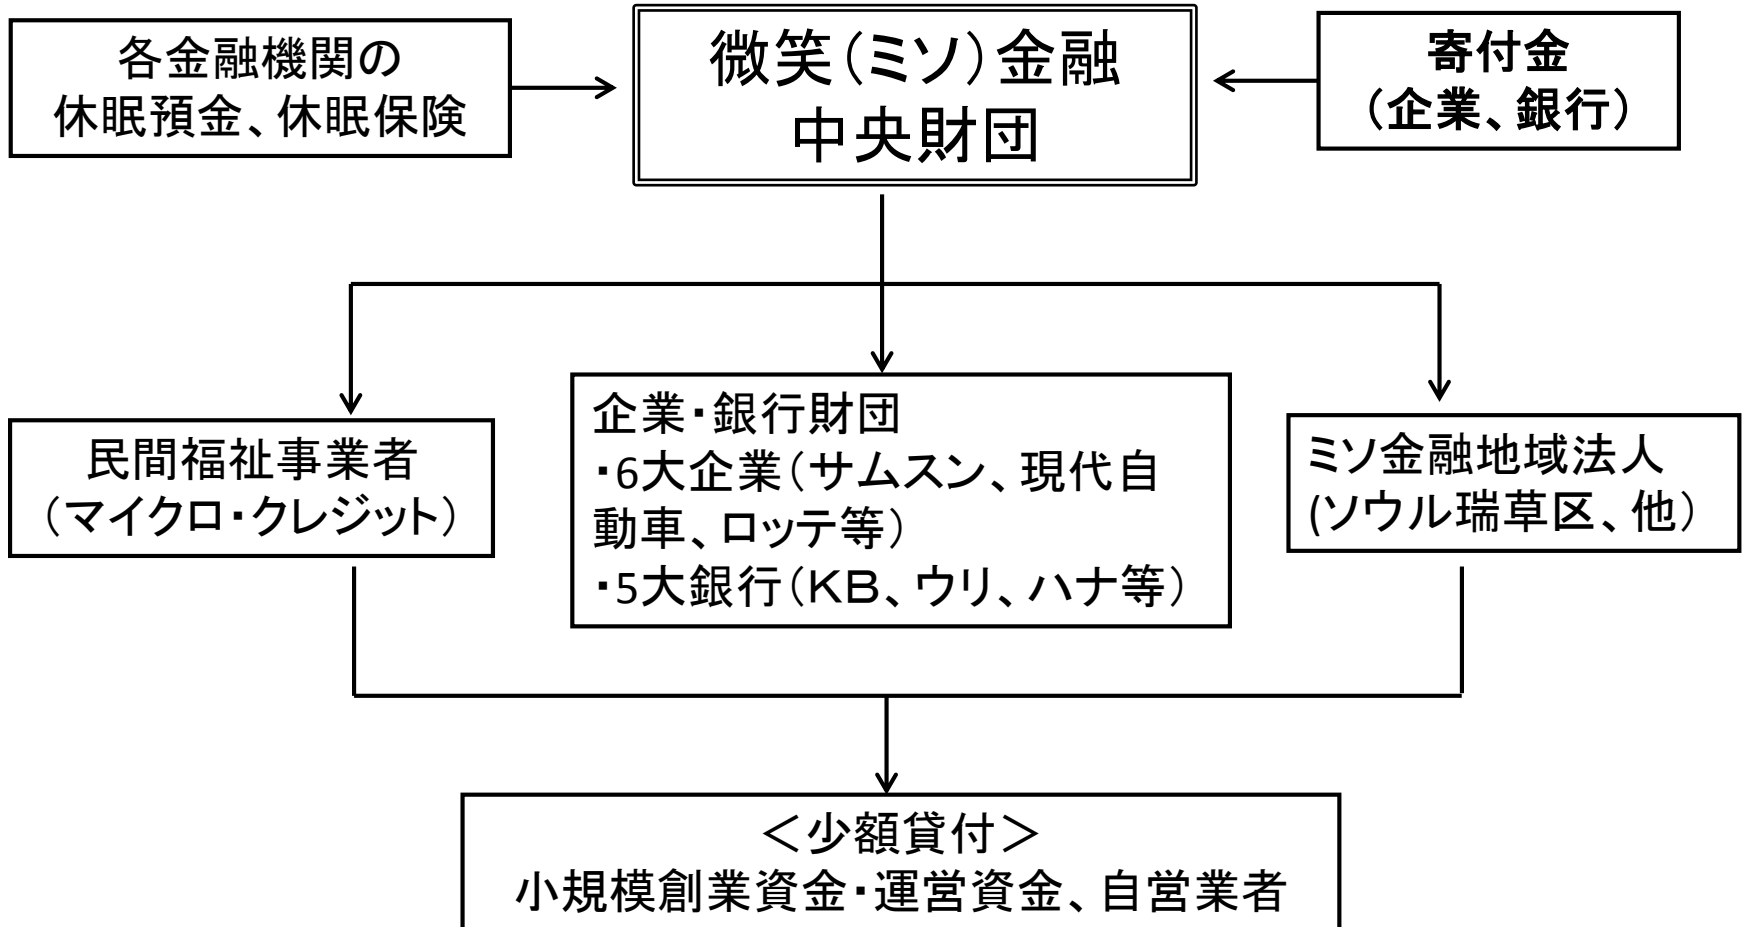 各金融機関の
休眠預金、休眠保険
微笑(ミソ)金融
中央財団
寄付金
(企業、銀行)
民間福祉事業者
(マイクロ・クレジット)
企業・銀行財団
・6大企業(サムスン、現代自
動車、ロッテ等)
・5大銀行(KB、ウリ、ハナ等)
ミソ金融地域法人
(ソウル瑞草区、他)
<少額貸付>
小規模創業資金・運営資金、自営業者